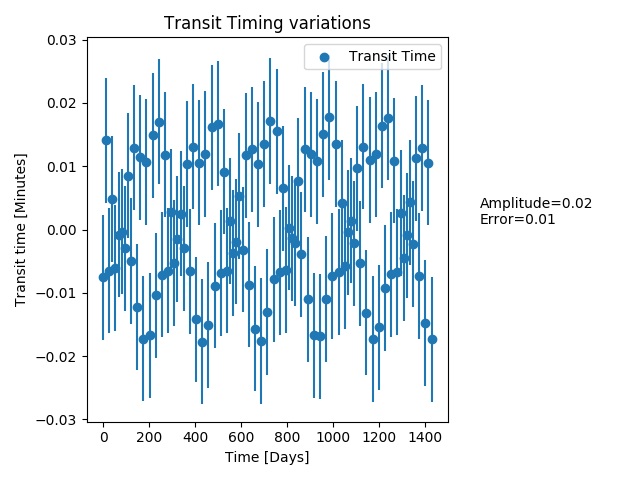 Transit Timing variations
Transit Time
Transit time [Minutes]
0.03
0.02
0.01
0.00
−0.01
−0.02
−0.03
Amplitude=0.02
Error=0.01
0 200 400 600 800 1000 1200 1400
Time [Days]